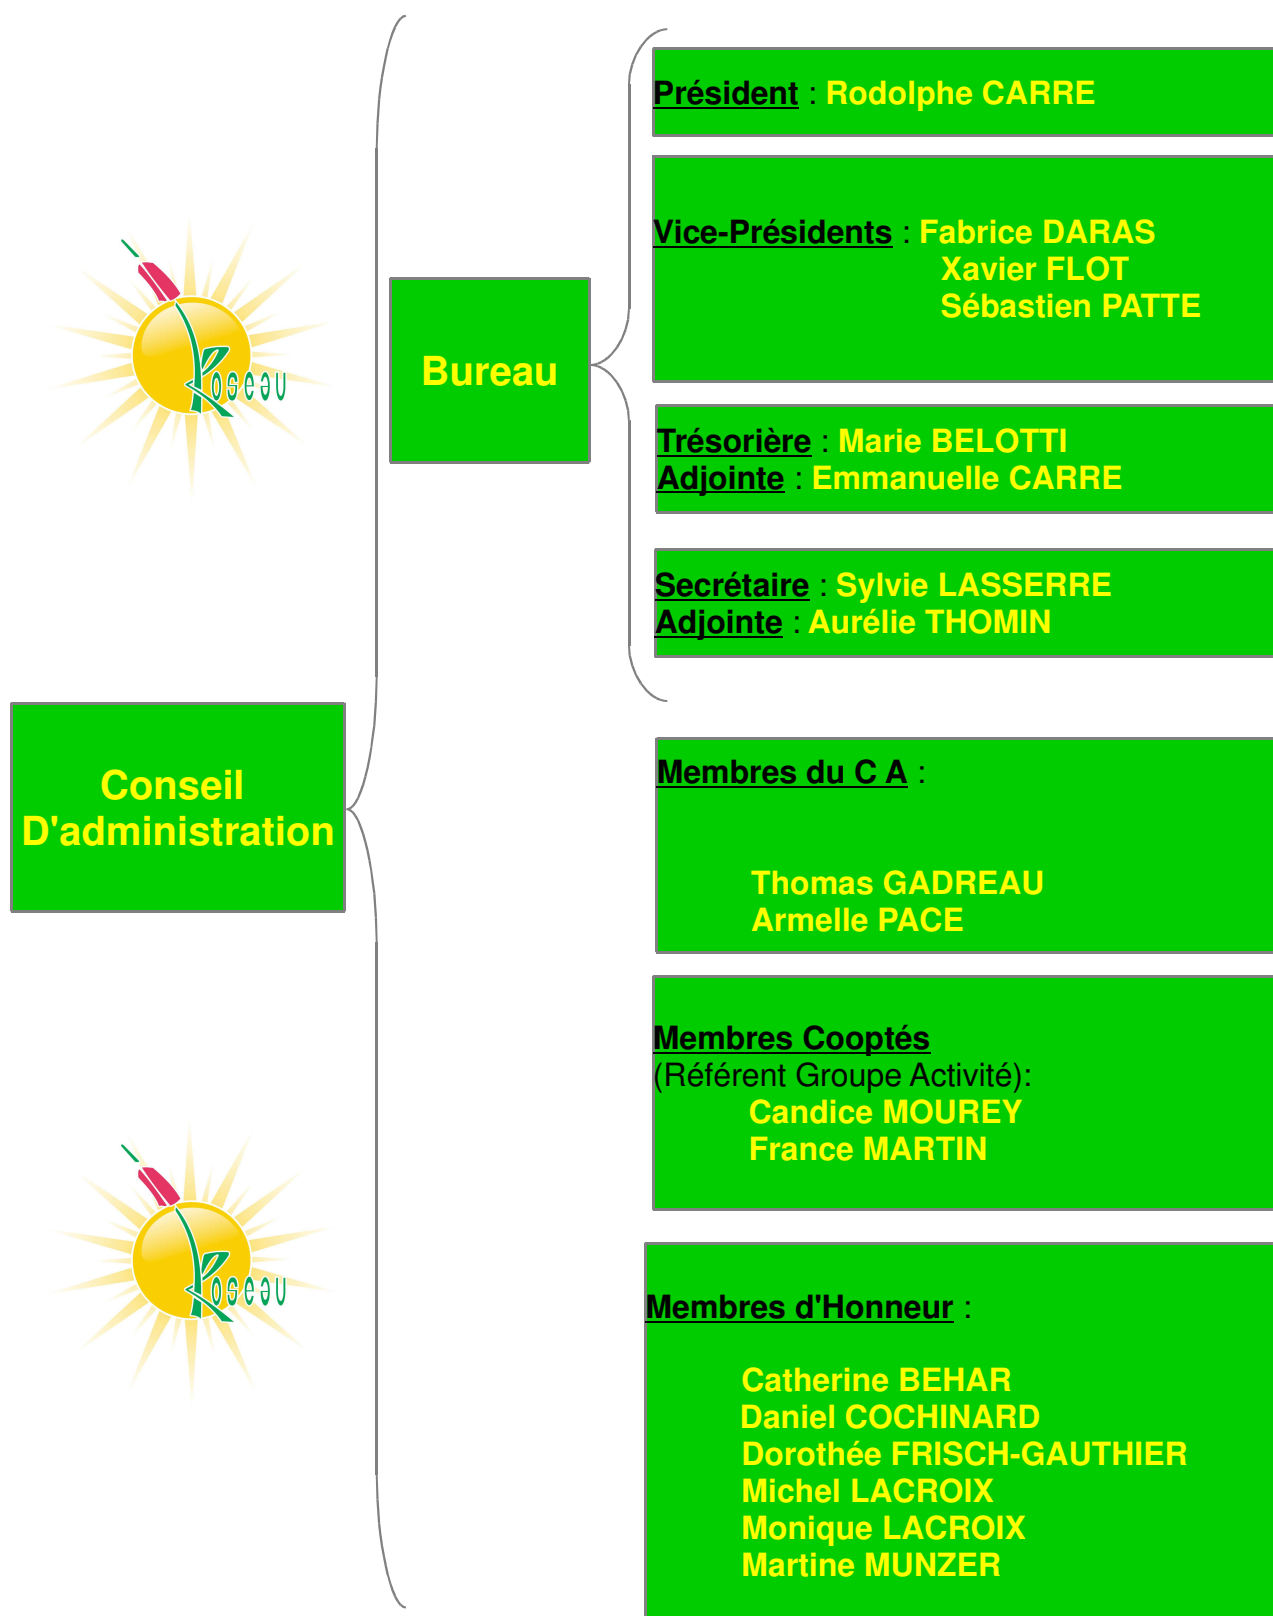 Président : Rodolphe CARRE
Vice-Présidents : Fabrice DARAS
Xavier FLOT
Sébastien PATTE
Roseau
Bureau
Trésorière : Marie BELOTTI
Adjointe : Emmanuelle CARRE
Secrétaire : Sylvie LASSERRE
Adjointe : Aurélie THOMIN
Conseil
D'administration
Membres du C A :
Thomas GADREAU
Armelle PACE
Membres Cooptés
(Référent Groupe Activité):
Candice MOUREY
France MARTIN
Roseau
Membres d'Honneur :
Catherine BEHAR
Daniel COCHINARD
Dorothée FRISCH-GAUTHIER
Michel LACROIX
Monique LACROIX
Martine MUNZER